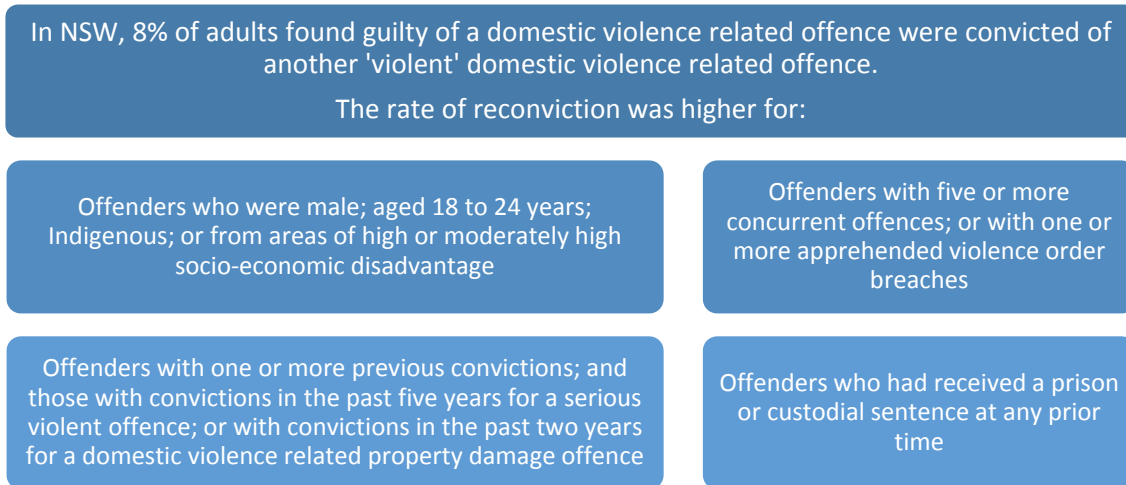 In NSW, 8% of adults found guilty of a domestic violence related offence were convicted of
another 'violent' domestic violence related offence.
The rate of reconviction was higher for:
Offenders who were male; aged 18 to 24 years;
Indigenous; or from areas of high or moderately high
socio-economic disadvantage
Offenders with five or more
concurrent offences; or with one or
more apprehended violence order
breaches
Offenders with one or more previous convictions; and
those with convictions in the past five years for a serious
violent offence; or with convictions in the past two years
for a domestic violence related property damage offence
Offenders who had received a prison
or custodial sentence at any prior
time